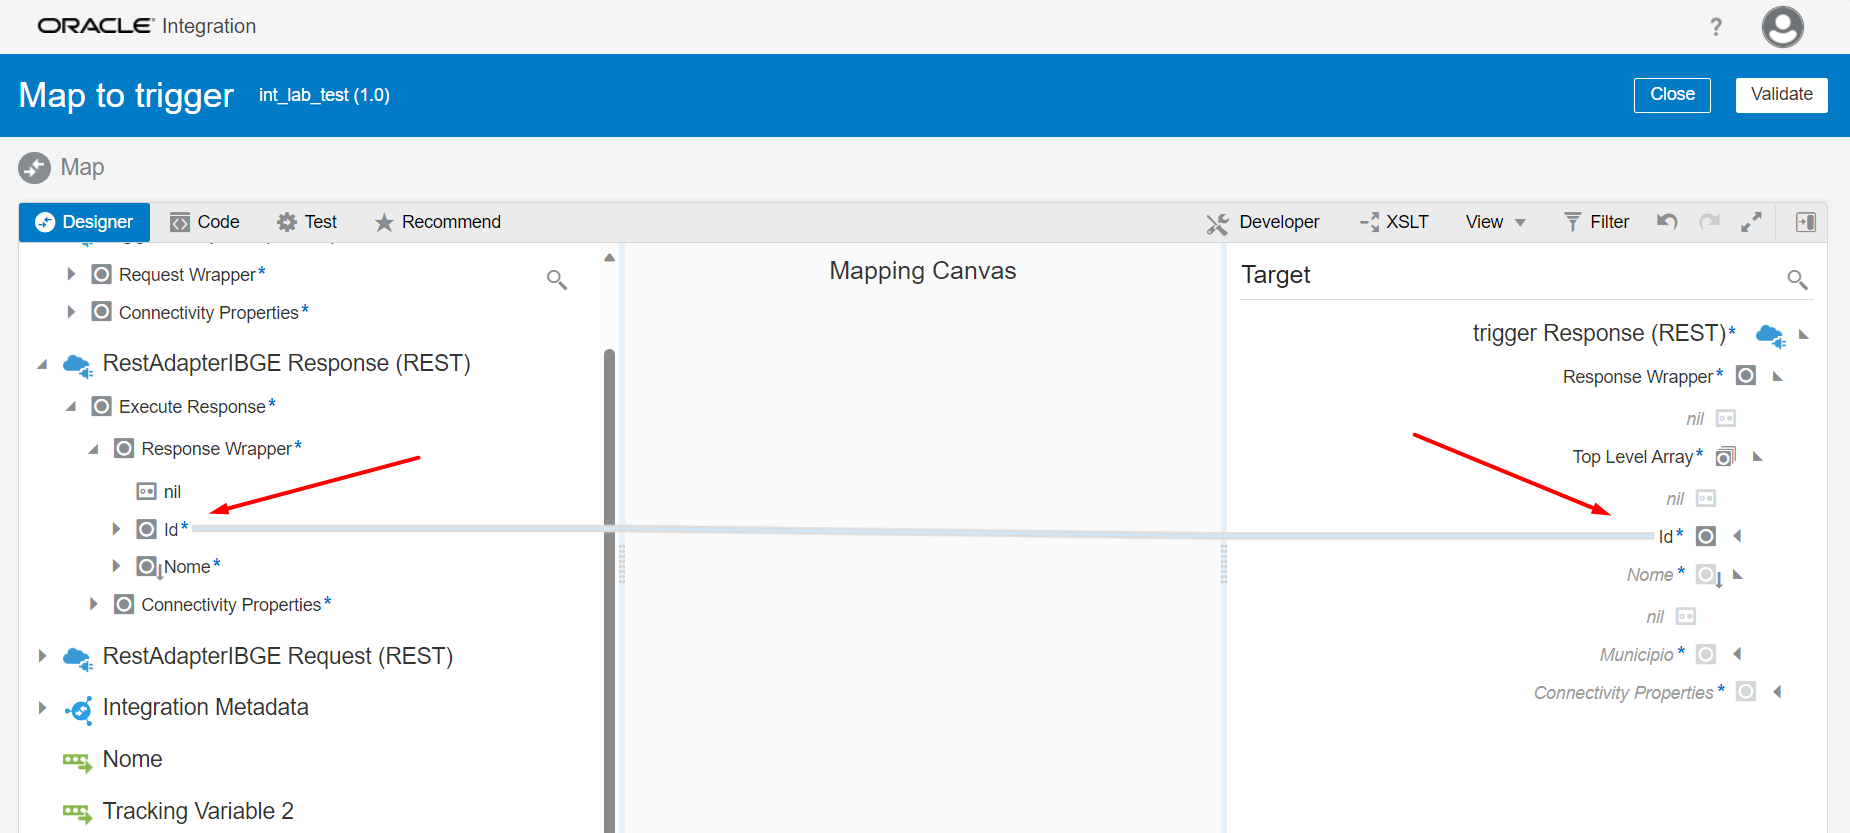 ORACLE Integration
?
Map to trigger int_lab_test (1.0)
Close
Validate
Map
Designer
Code
Test
Recommend
Developer
XSLT
View
Filter
Request Wrapper*
Connectivity Properties*
RestAdapterIBGE Response (REST)
Execute Response*
Response Wrapper*
nil
Id*
Nome*
Connectivity Properties*
RestAdapterIBGE Request (REST)
Integration Metadata
Nome
Tracking Variable 2
Mapping Canvas
Target
trigger Response (REST)*
Response Wrapper*
nil
Top Level Array*
nil
Id*
Nome*
nil
Municipio*
Connectivity Properties*